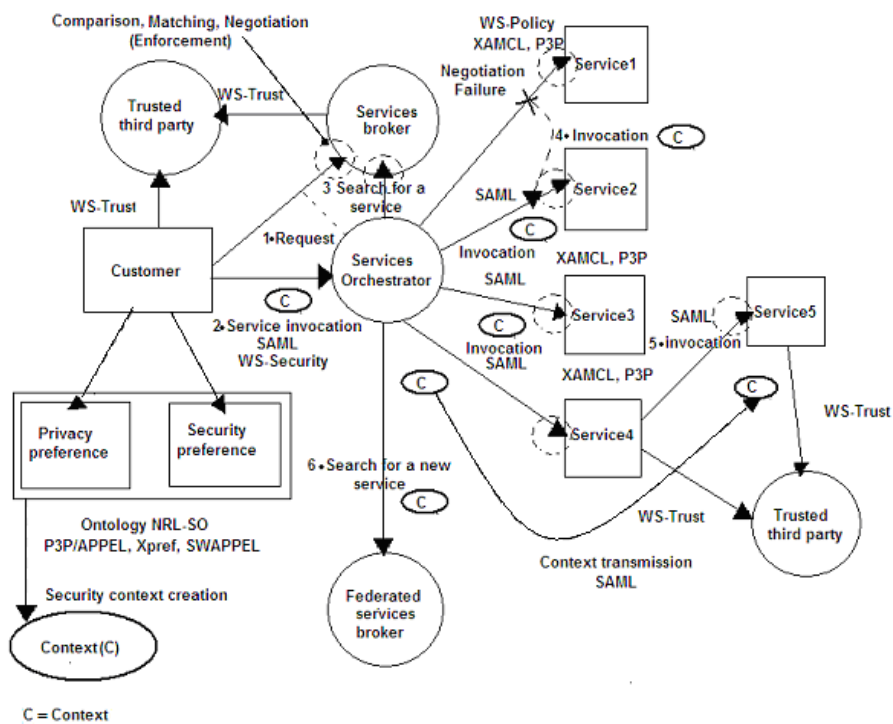 Comparison, Matching, Negotiation
(Enforcement)
WS-Policy
XAMCL, P3P
Service1
Negotiation
Failure
Trusted
third party
WS-Trust
Services
broker
4•Invocation
C
3 Search for a
service
SAML
Service2
WS-Trust
1•Request
C
Invocation
XAMCL, P3P
Customer
Services
Orchestrator
SAML
C
2•Service invocation
SAML
WS-Security
C
Invocation
SAML
Service3
SAML
5•invocation
Service5
XAMCL, P3P
C
C
WS-Trust
Privacy
preference
Security
preference
Service4
6•Search for a new
service
C
WS-Trust
Trusted
third party
Ontology NRL-SO
P3P/APPEL, Xpref, SWAPPEL
Context transmission
SAML
Security context creation
Federated
services
broker
Context(C)
C = Context